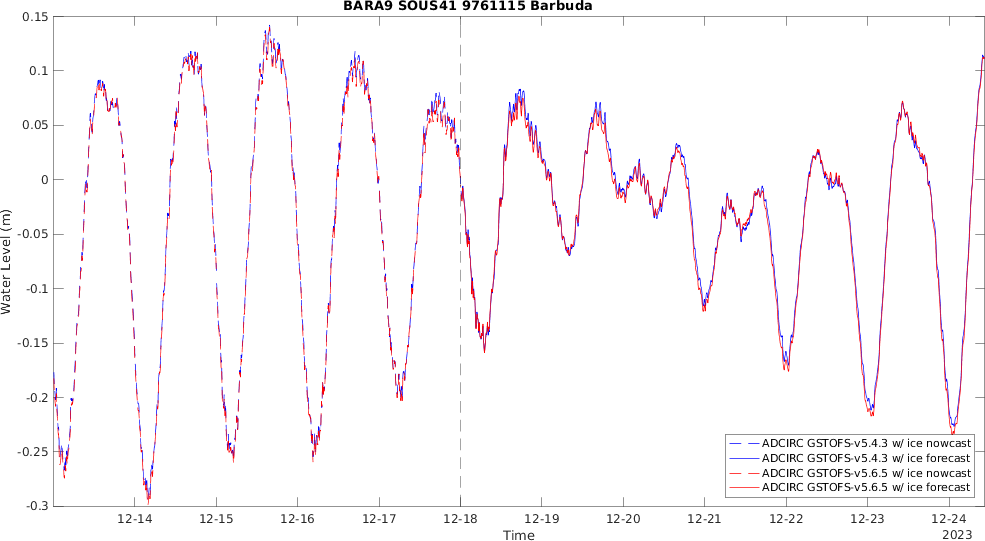 BARA9 SOUS41 9761115 Barbuda
0.15
0.1
0.05
0
-0.05
-0.1
-0.15
-0.2
-0.25
-0.3
Water Level (m)
12-14 12-15 12-16 12-17 12-18 12-19 12-20 12-21 12-22 12-23 12-24
2023
Time
ADCIRC GSTOFS-v5.4.3 w/ ice nowcast
ADCIRC GSTOFS-v5.4.3 w/ ice forecast
ADCIRC GSTOFS-v5.6.5 w/ ice nowcast
ADCIRC GSTOFS-v5.6.5 w/ ice forecast